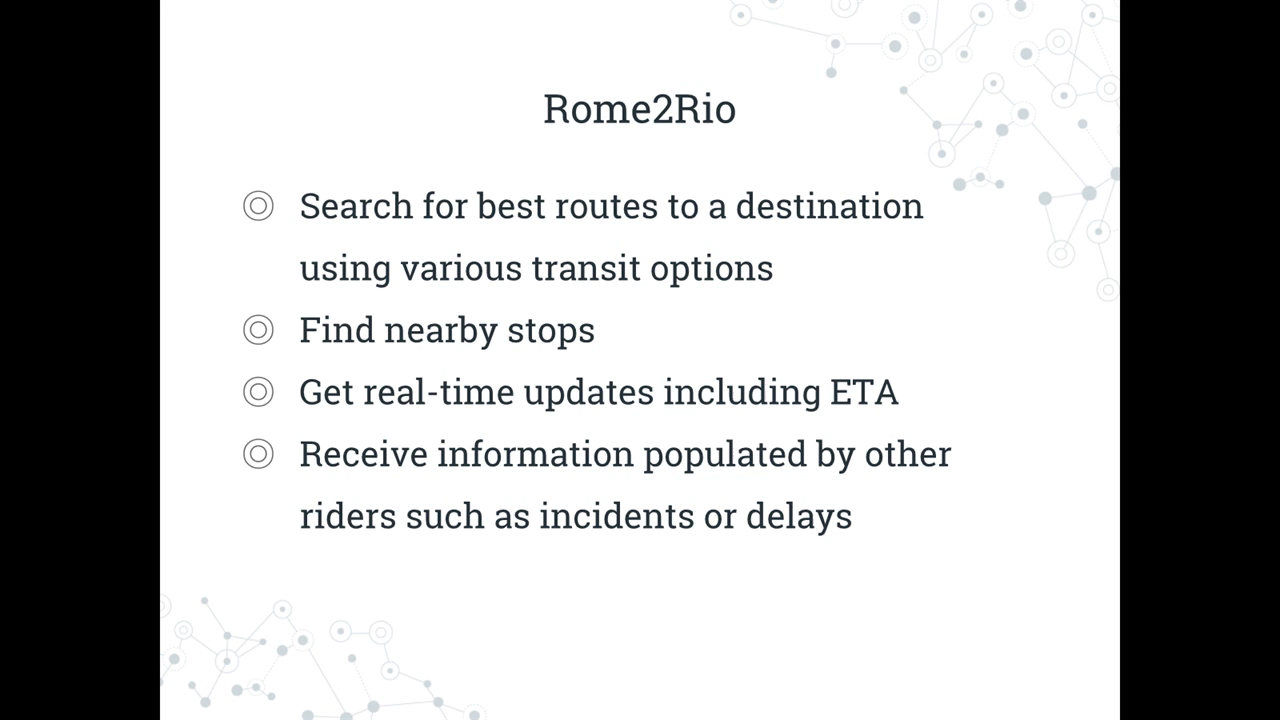 Rome2Rio
Search for best routes to a destination
using various transit options
Find nearby stops
Get real-time updates including ETA
Receive information populated by other
riders such as incidents or delays